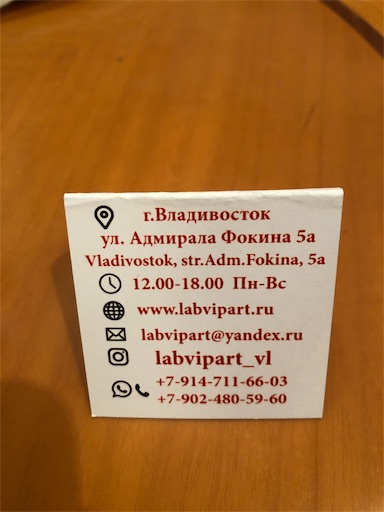 г.Владивосток
ул. Адмирала Фокина 5а
Vladivostok, str.Adm.Fokina, 5a
12.00-18.00 Пн-Вс
www.labvipart.ru
labvipart@yandex.ru
labvipart_vl
+7-914-711-66-03
+7-902-480-59-60